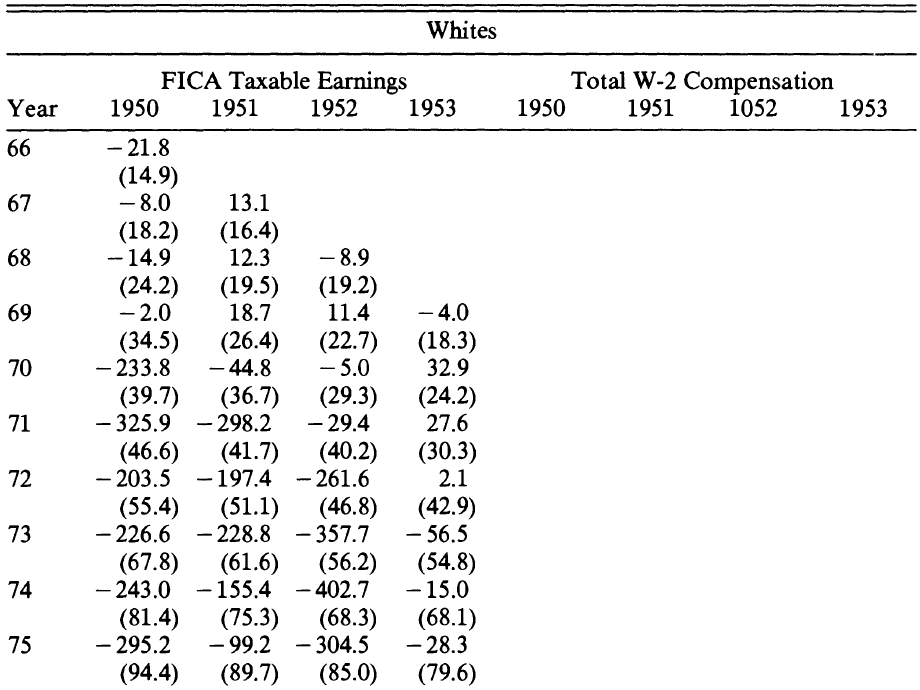 Whites
FICA Taxable Earnings Total W-2 Compensation
Year 1950 1951 1952 1953 1950 1951 1052 1953
66 −21.8
(14.9)
67 −8.0 13.1
(18.2) (16.4)
68 −14.9 12.3 −8.9
(24.2) (19.5) (19.2)
69 −2.0 18.7 11.4 −4.0
(34.5) (26.4) (22.7) (18.3)
70 −233.8 −44.8 −5.0 32.9
(39.7) (36.7) (29.3) (24.2)
71 −325.9 −298.2 −29.4 27.6
(46.6) (41.7) (40.2) (30.3)
72 −203.5 −197.4 −261.6 2.1
(55.4) (51.1) (46.8) (42.9)
73 −226.6 −228.8 −357.7 −56.5
(67.8) (61.6) (56.2) (54.8)
74 −243.0 −155.4 −402.7 −15.0
(81.4) (75.3) (68.3) (68.1)
75 −295.2 −99.2 −304.5 −28.3
(94.4) (89.7) (85.0) (79.6)